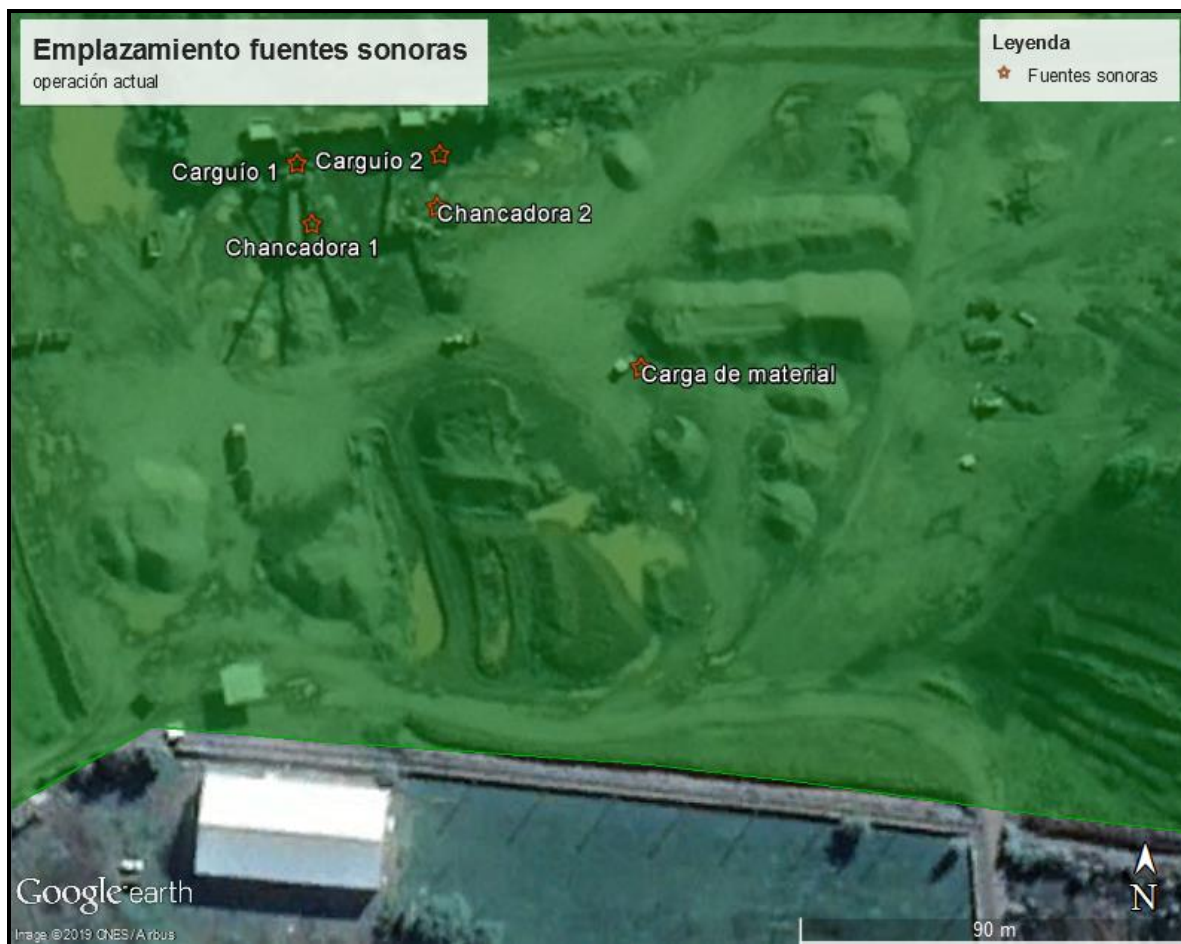 Emplazamiento fuentes sonoras
operación actual
Leyenda
Fuentes sonoras
Carguío 1
Carguío 2
Chancadora 2
Chancadora 1
Carga de material
Google earth
Image © 2019 CNES / Airbus
90 m
N